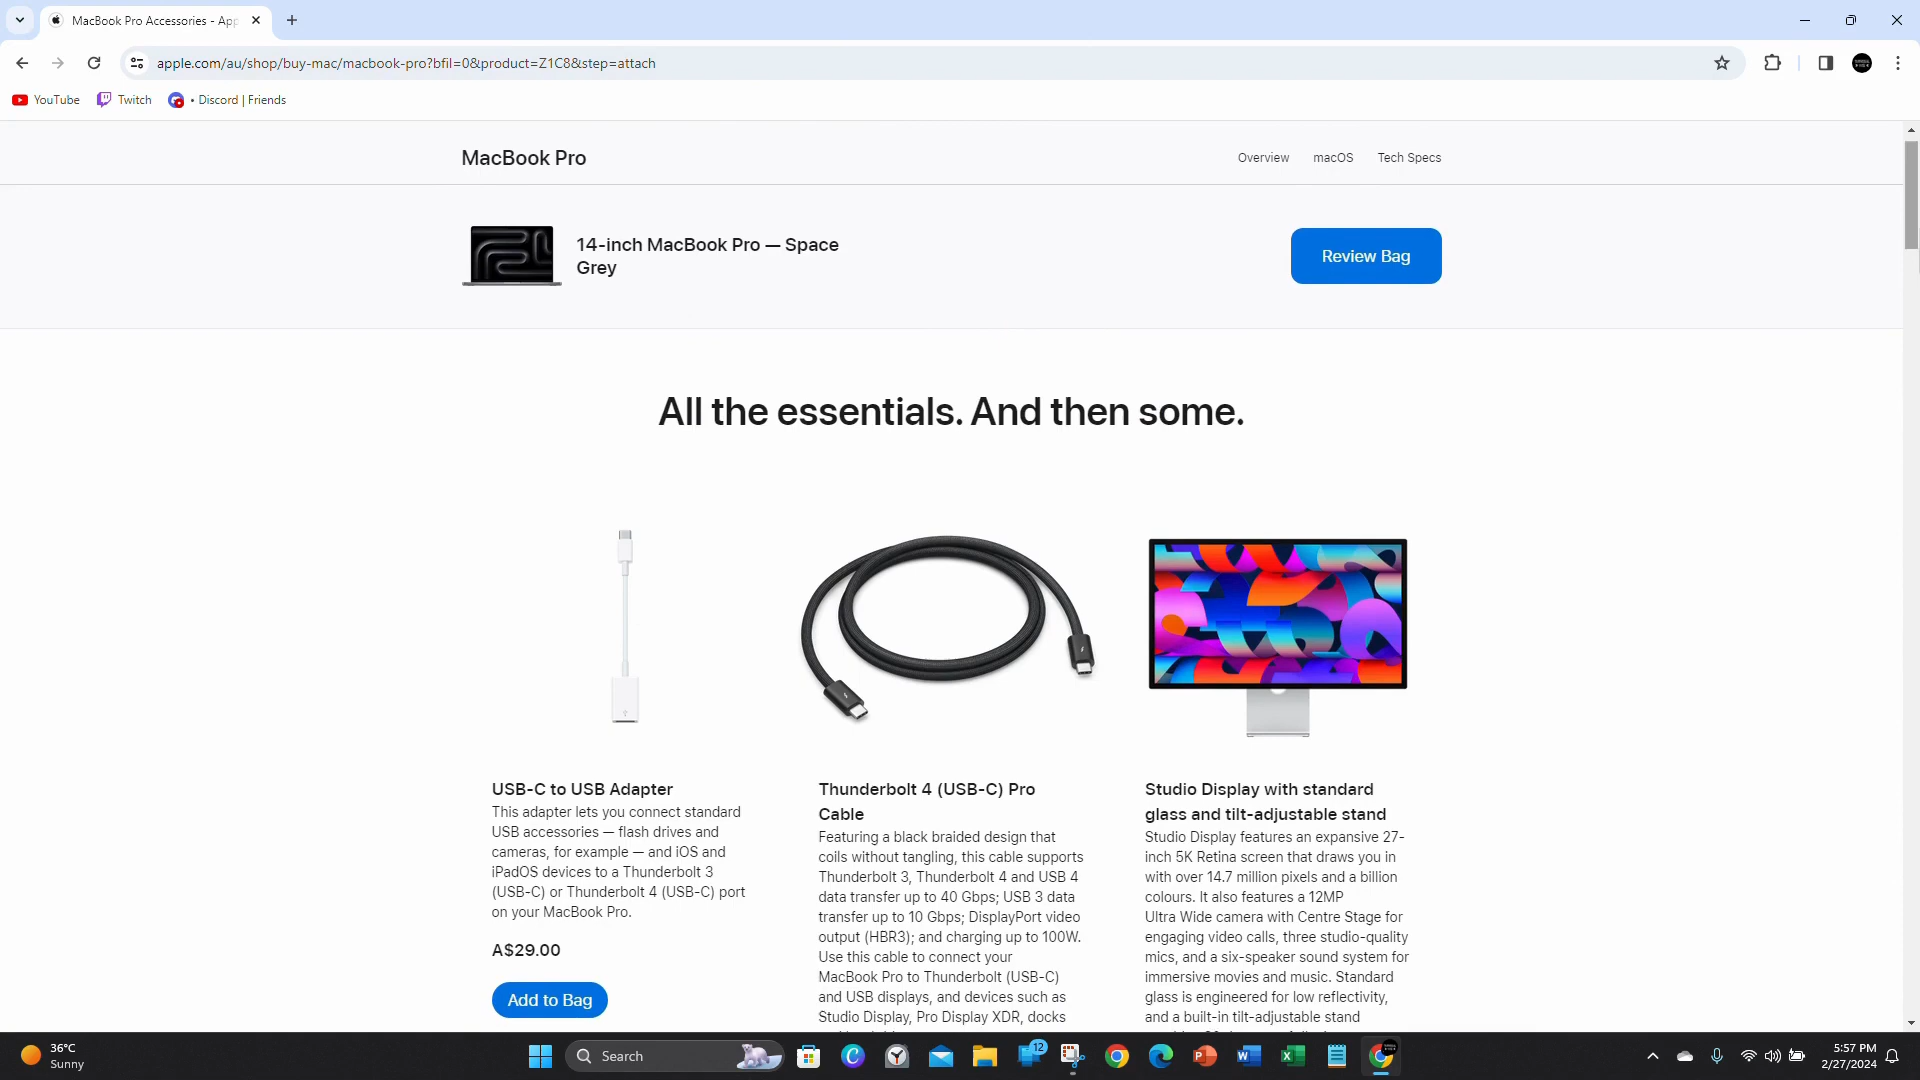 MacBook Pro Accessories - App
apple.com/au/shop/buy-mac/macbook-pro?bfil=0&product=Z1C8&step=attach
YouTube
Twitch
• Discord | Friends
MacBook Pro
Overview
macOS
Tech Specs
14-inch MacBook Pro — Space
Grey
Review Bag
All the essentials. And then some.
USB-C to USB Adapter
This adapter lets you connect standard
USB accessories — flash drives and
cameras, for example — and iOS and
iPadOS devices to a Thunderbolt 3
(USB-C) or Thunderbolt 4 (USB-C) port
on your MacBook Pro.
A$29.00
Add to Bag
Thunderbolt 4 (USB-C) Pro
Cable
Featuring a black braided design that
coils without tangling, this cable supports
Thunderbolt 3, Thunderbolt 4 and USB 4
data transfer up to 40 Gbps; USB 3 data
transfer up to 10 Gbps; DisplayPort video
output (HBR3); and charging up to 100W.
Use this cable to connect your
MacBook Pro to Thunderbolt (USB-C)
and USB displays, and devices such as
Studio Display, Pro Display XDR, docks
Studio Display with standard
glass and tilt-adjustable stand
Studio Display features an expansive 27-
inch 5K Retina screen that draws you in
with over 14.7 million pixels and a billion
colours. It also features a 12MP
Ultra Wide camera with Centre Stage for
engaging video calls, three studio-quality
mics, and a six-speaker sound system for
immersive movies and music. Standard
glass is engineered for low reflectivity,
and a built-in tilt-adjustable stand
36°C
Sunny
Search
12
5:57 PM
2/27/2024